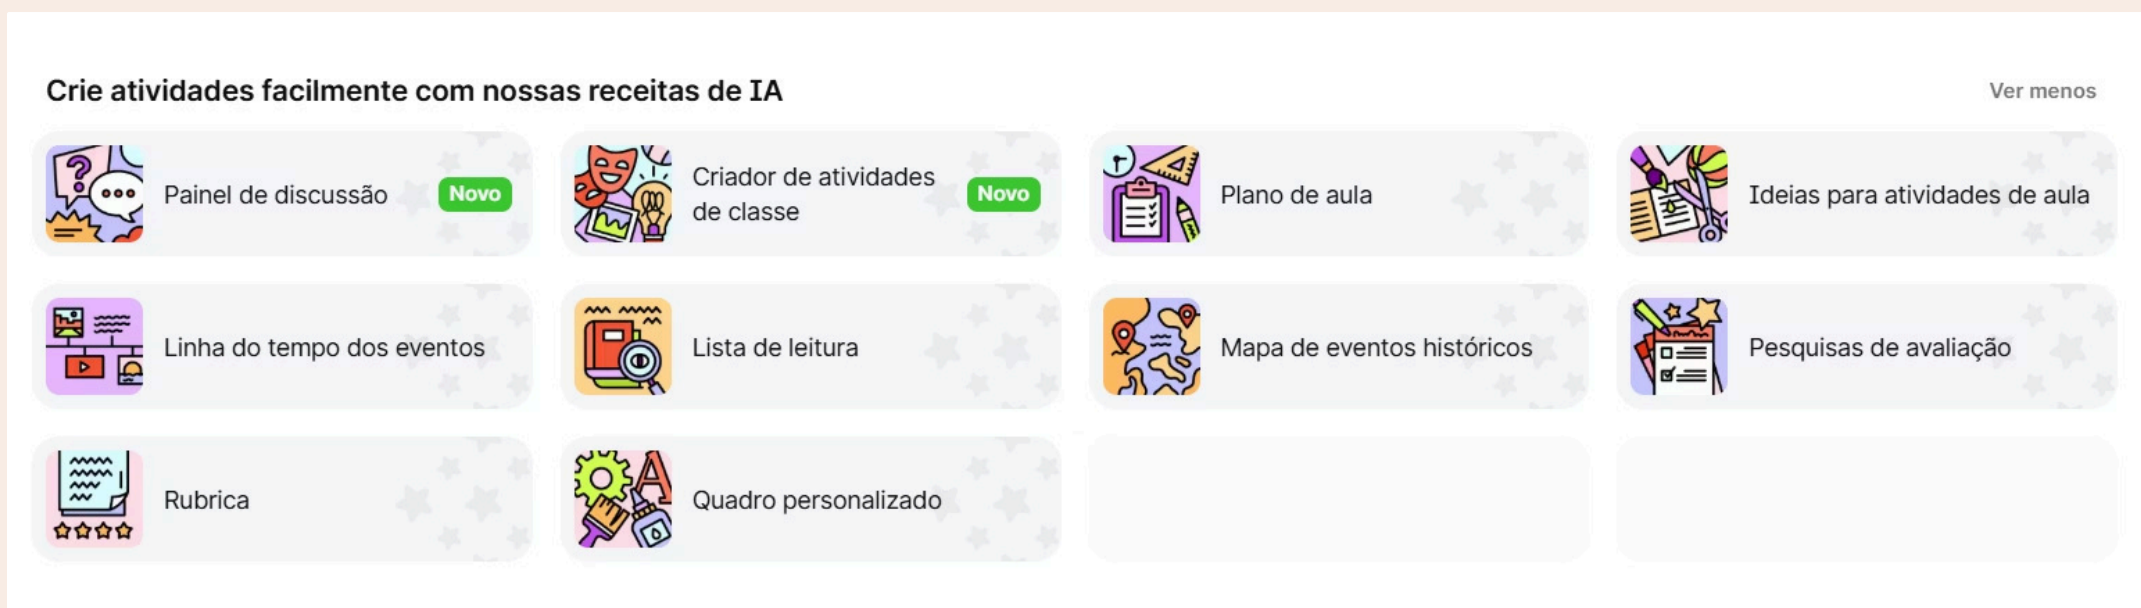 Crie atividades facilmente com nossas receitas de IA
Ver menos
Painel de discussão
Novo
Criador de atividades
de classe
Novo
Plano de aula
Ideias para atividades de aula
Linha do tempo dos eventos
Lista de leitura
Mapa de eventos históricos
Pesquisas de avaliação
Rubrica
Quadro personalizado